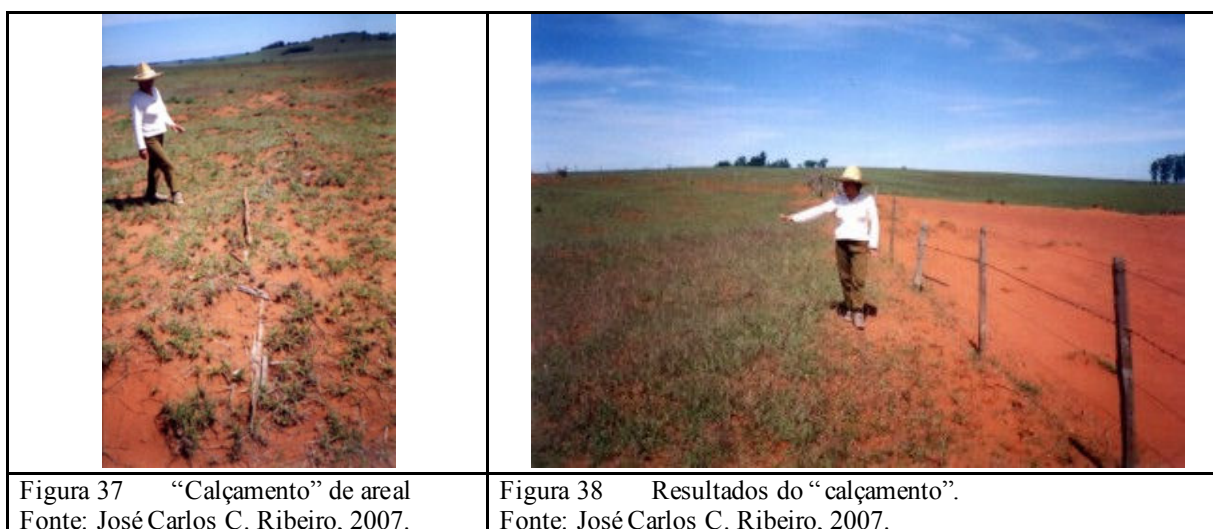 Figura 37 “Calçamento” de areal
Fonte: José Carlos C. Ribeiro, 2007.
Figura 38 Resultados do “calçamento”.
Fonte: José Carlos C. Ribeiro, 2007.